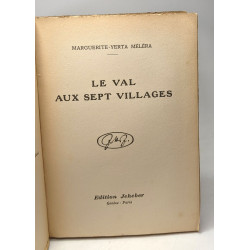 MARGUERITE-YERTA MÉLÉRA
LE VAL
AUX SEPT VILLAGES
Edition Jeheber
Genève - Paris